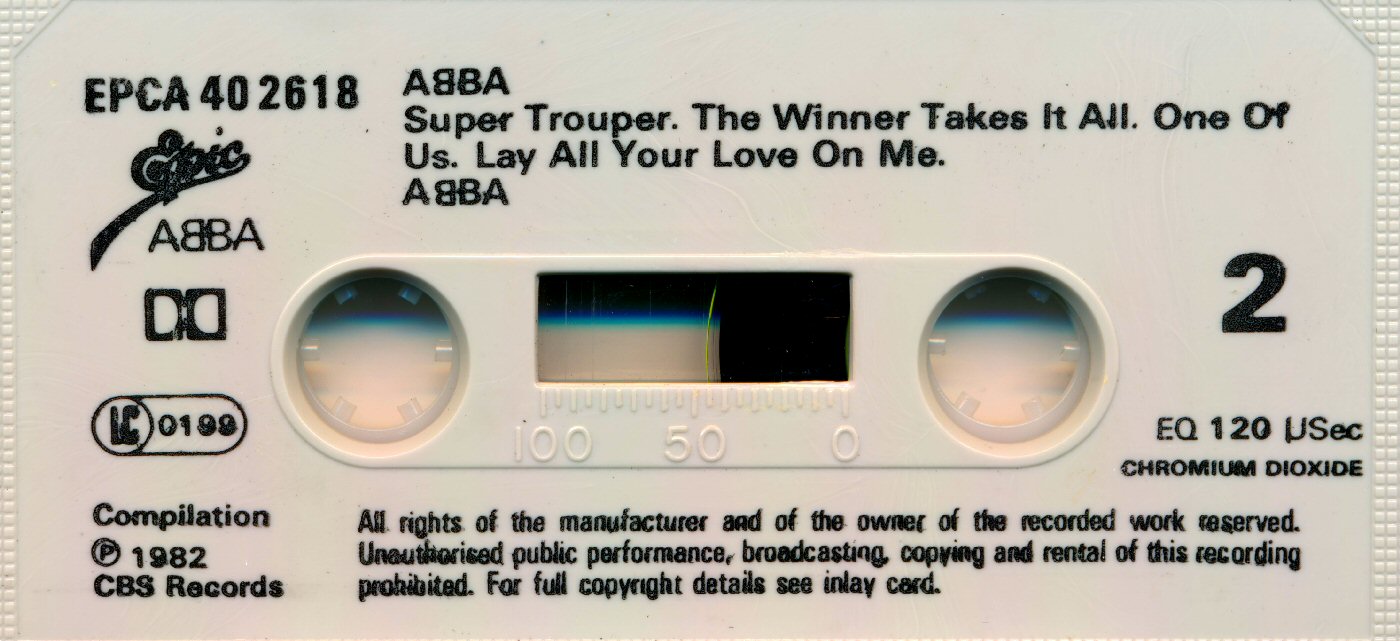 EPCA 40 2618
Epic
ABBA
ABBA
Super Trouper. The Winner Takes It All. One Of
Us. Lay All Your Love On Me.
ABBA
2
LC 0199
100 50 0
EQ 120 µSec
CHROMIUM DIOXIDE
Compilation
℗ 1982
CBS Records
All rights of the manufacturer and of the owner of the recorded work reserved.
Unauthorised public performance, broadcasting, copying and rental of this recording
prohibited. For full copyright details see inlay card.